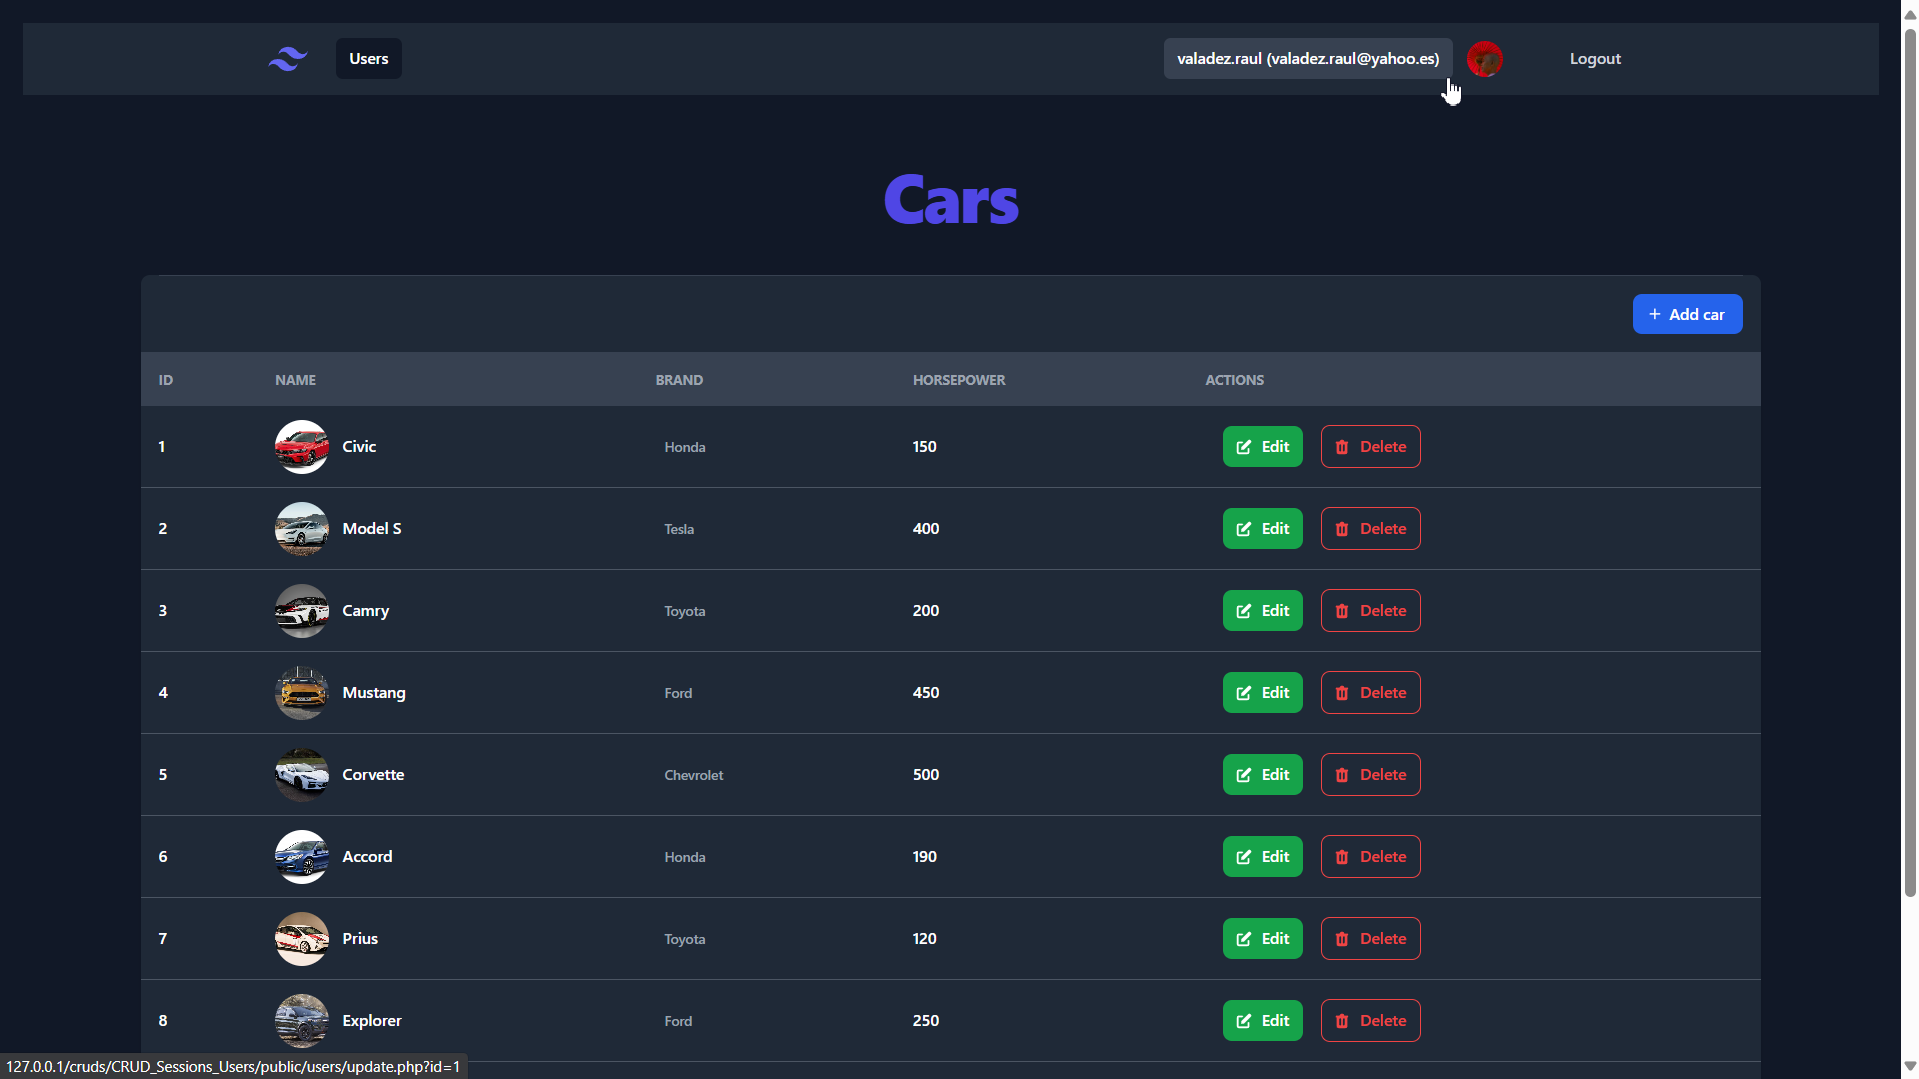 Users
valadez.raul (valadez.raul@yahoo.es)
Logout
Cars
+ Add car
ID NAME BRAND HORSEPOWER ACTIONS
1 Civic Honda 150 Edit Delete
2 Model S Tesla 400 Edit Delete
3 Camry Toyota 200 Edit Delete
4 Mustang Ford 450 Edit Delete
5 Corvette Chevrolet 500 Edit Delete
6 Accord Honda 190 Edit Delete
7 Prius Toyota 120 Edit Delete
8 Explorer Ford 250 Edit Delete
127.0.0.1/cruds/CRUD_Sessions_Users/public/users/update.php?id=1